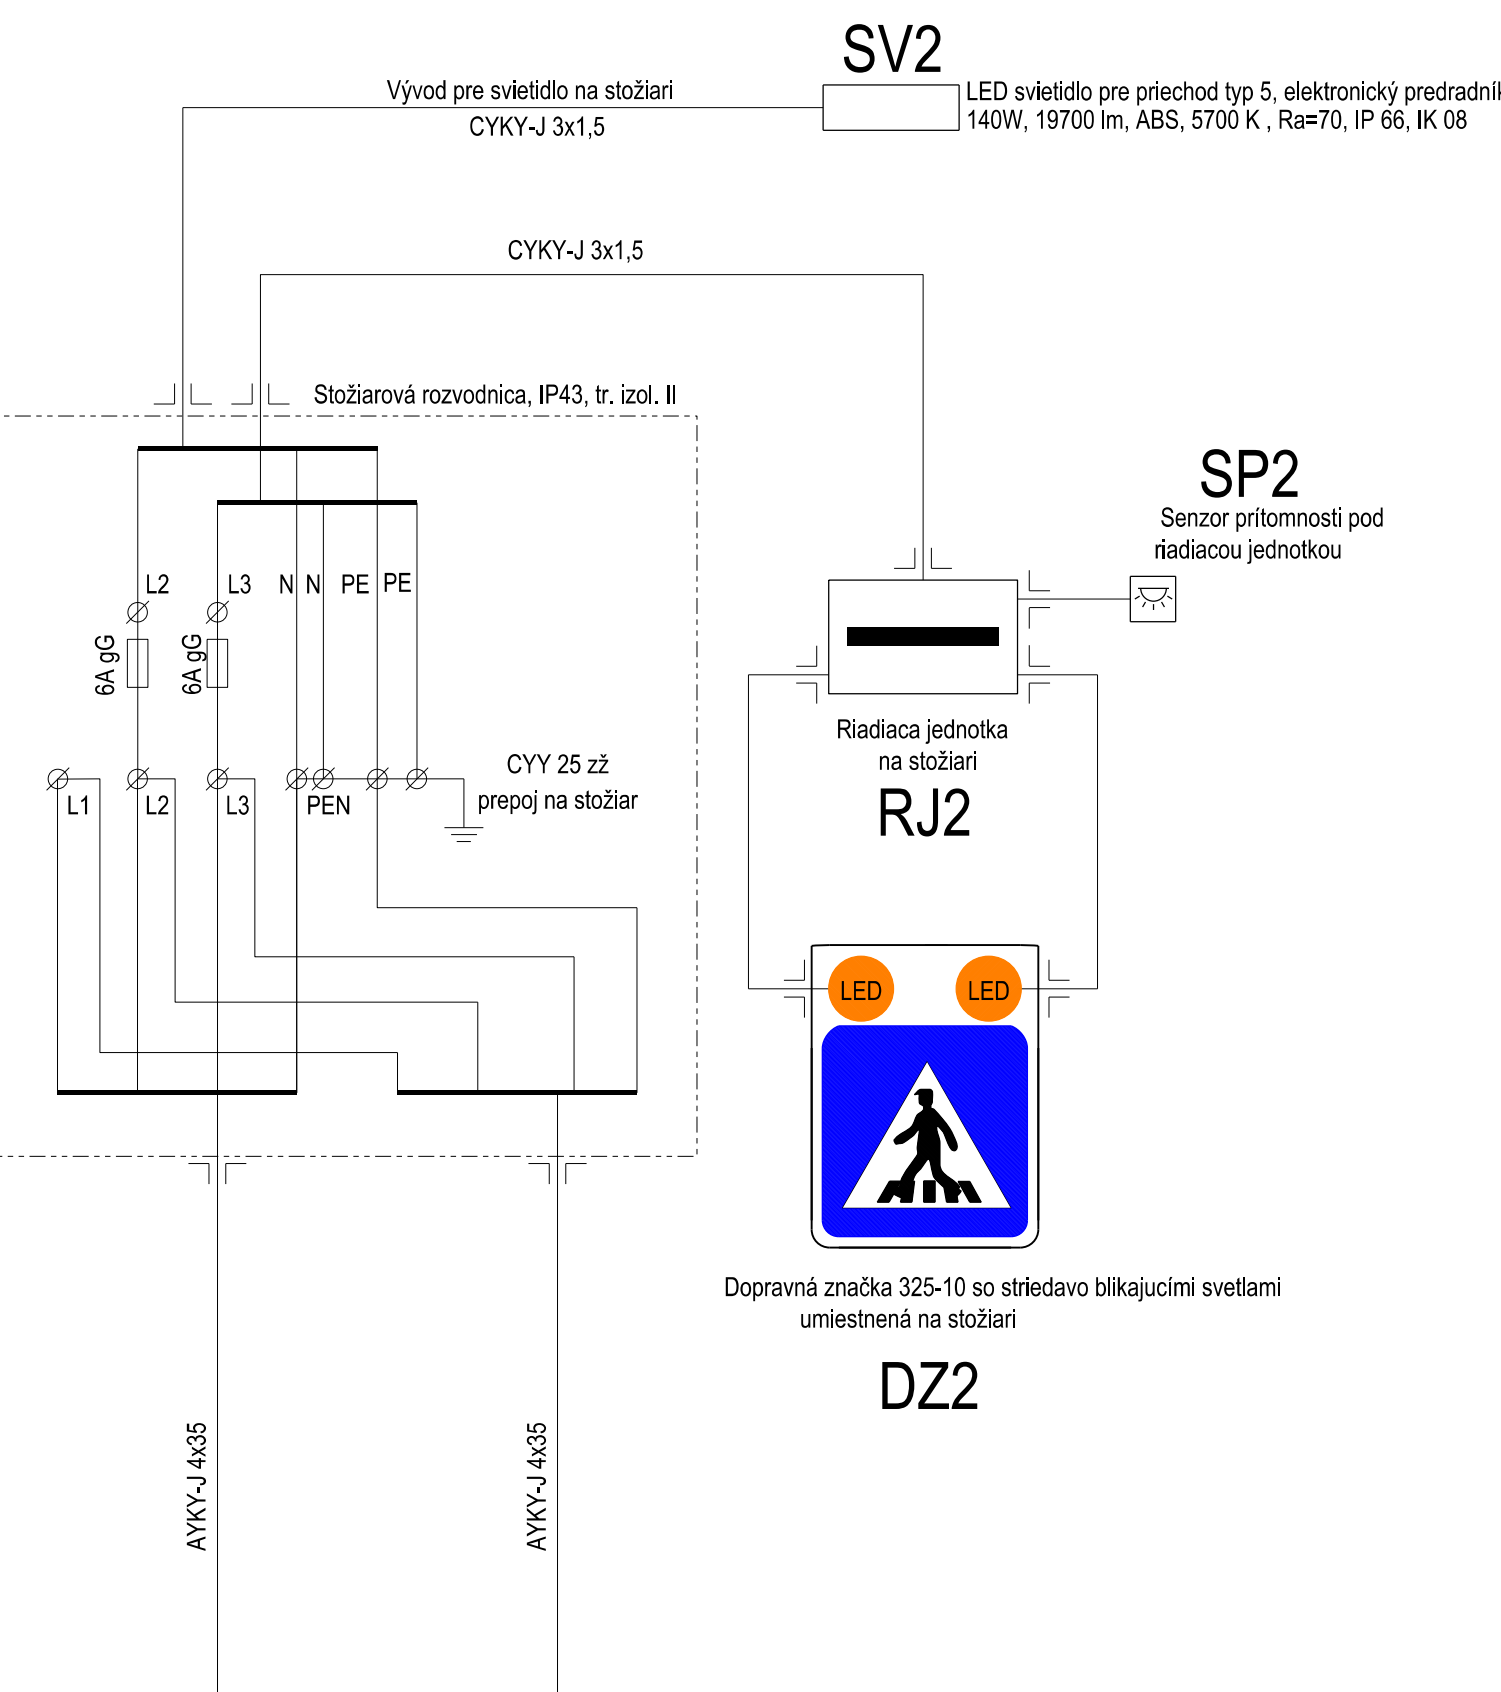 SV2
Vývod pre svietidlo na stožiari
CYKY-J 3x1,5
LED svietidlo pre priechod typ 5, elektronický predradník
140W, 19700 lm, ABS, 5700 K , Ra=70, IP 66, IK 08
CYKY-J 3x1,5
Stožiarová rozvodnica, IP43, tr. izol. II
SP2
Senzor prítomnosti pod
riadiacou jednotkou
L2
L3
N
N
PE
PE
6A gG
6A gG
Riadiaca jednotka
na stožiari
RJ2
CYY 25 zž
prepoj na stožiar
L1
L2
L3
PEN
LED
LED
Dopravná značka 325-10 so striedavo blikajucími svetlami
umiestnená na stožiari
DZ2
AYKY-J 4x35
AYKY-J 4x35